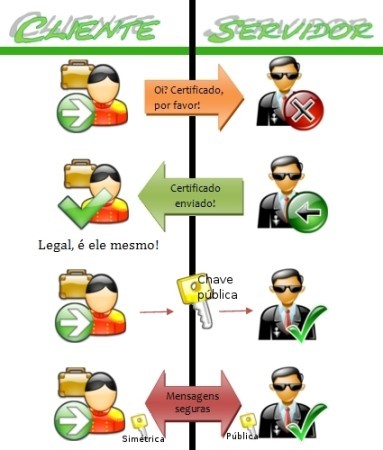 CLIENTE SERVIDOR
Oi? Certificado,
por favor!
Certificado
enviado!
Legal, é ele mesmo!
Chave
pública
Mensagens
seguras
Simétrica
Pública